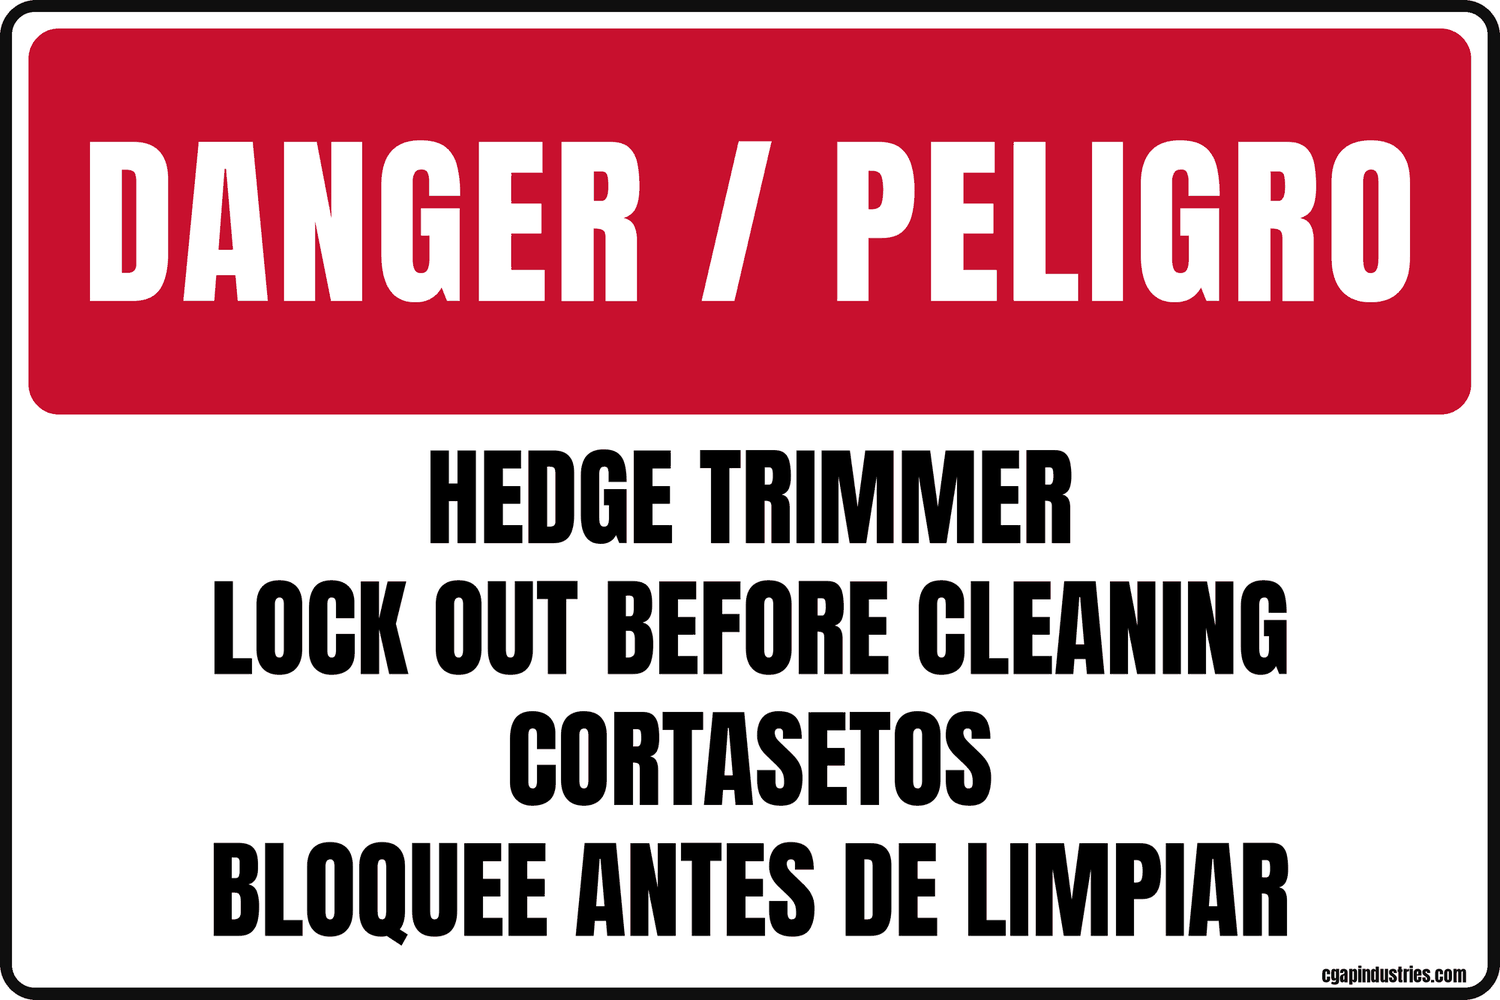 DANGER / PELIGRO
HEDGE TRIMMER
LOCK OUT BEFORE CLEANING
CORTASETOS
BLOQUEE ANTES DE LIMPIAR
cgapindustries.com